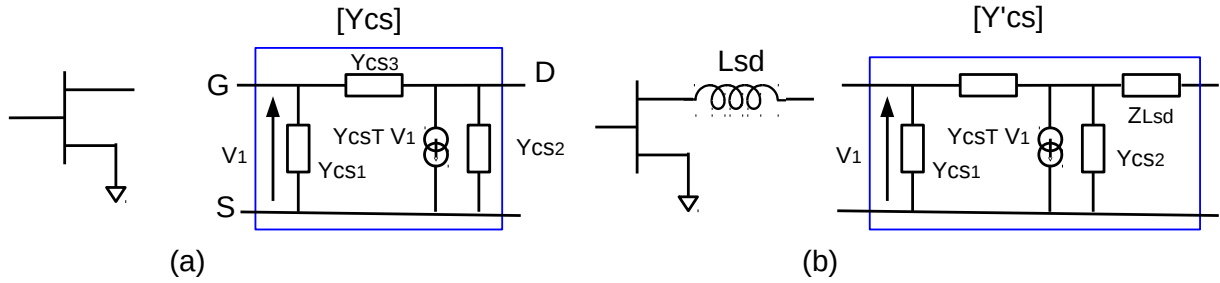 [Ycs]
[Y'cs]
Ycs3
G
D
Lsd
V1
Ycs1
YcsT V1
Ycs2
S
V1
Ycs1
YcsT V1
Ycs2
ZLsd
(a)
(b)